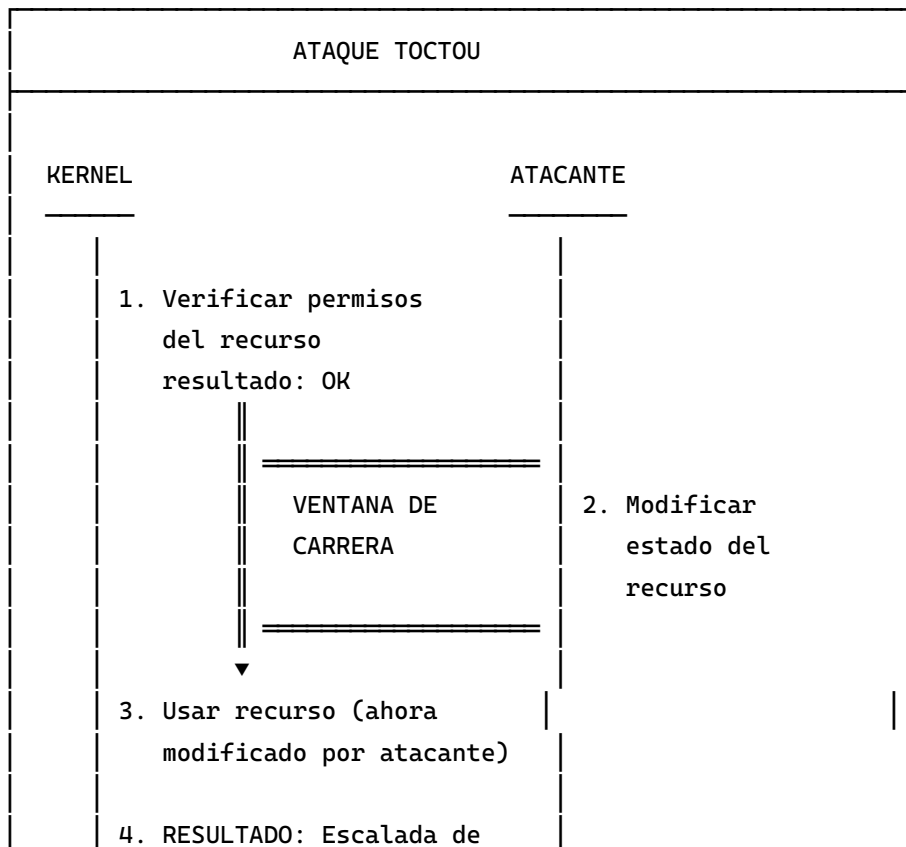 ATAQUE TOCTOU
KERNEL ATACANTE
1. Verificar permisos
del recurso
resultado: OK
VENTANA DE 2. Modificar
CARRERA estado del
recurso
3. Usar recurso (ahora
modificado por atacante)
4. RESULTADO: Escalada de